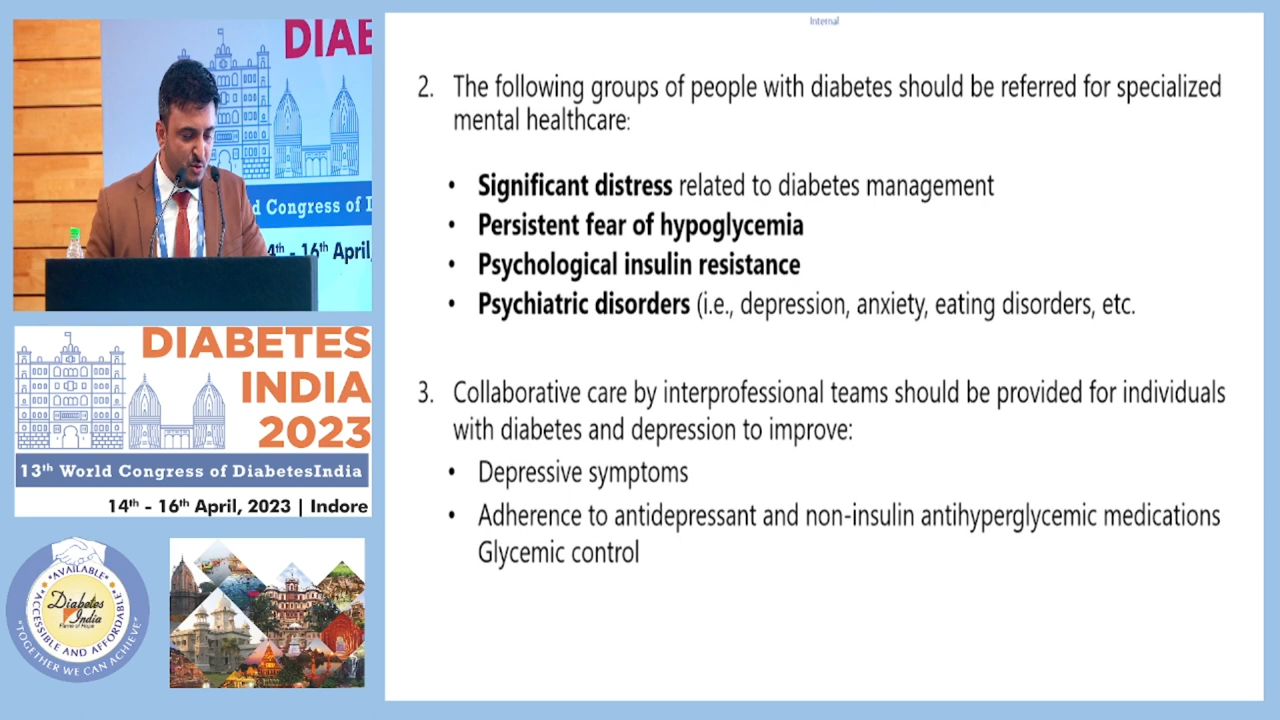 DIAB
d Congress of I
4th - 16th April,
DIABETES
INDIA
2023
13th World Congress of DiabetesIndia
14th - 16th April, 2023 | Indore
"AVAILABLE"
"ACCESSIBLE AND AFFORDABLE"
"TOGETHER WE CAN ACHIEVE"
Diabetes
India
Internal
2. The following groups of people with diabetes should be referred for specialized
mental healthcare:
• Significant distress related to diabetes management
• Persistent fear of hypoglycemia
• Psychological insulin resistance
• Psychiatric disorders (i.e., depression, anxiety, eating disorders, etc.
3. Collaborative care by interprofessional teams should be provided for individuals
with diabetes and depression to improve:
• Depressive symptoms
• Adherence to antidepressant and non-insulin antihyperglycemic medications
Glycemic control